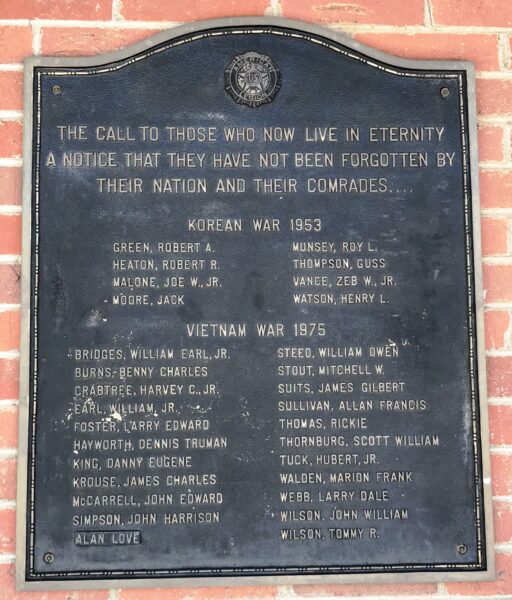 AMERICAN
US
LEGION
THE CALL TO THOSE WHO NOW LIVE IN ETERNITY
A NOTICE THAT THEY HAVE NOT BEEN FORGOTTEN BY
THEIR NATION AND THEIR COMRADES....
KOREAN WAR 1953
GREEN, ROBERT A.
HEATON, ROBERT R.
MALONE, JOE W., JR.
MOORE, JACK
MUNSEY, ROY L.
THOMPSON, GUSS
VANCE, ZEB W., JR.
WATSON, HENRY L.
VIETNAM WAR 1975
BRIDGES, WILLIAM EARL, JR.
BURNS, BENNY CHARLES
CRABTREE, HARVEY C., JR.
EARL, WILLIAM, JR.
FOSTER, LARRY EDWARD
HAYWORTH, DENNIS TRUMAN
KING, DANNY EUGENE
KROUSE, JAMES CHARLES
McCARRELL, JOHN EDWARD
SIMPSON, JOHN HARRISON
ALAN LOVE
STEED, WILLIAM OWEN
STOUT, MITCHELL W.
SUITS, JAMES GILBERT
SULLIVAN, ALLAN FRANCIS
THOMAS, RICKIE
THORNBURG, SCOTT WILLIAM
TUCK, HUBERT, JR.
WALDEN, MARION FRANK
WEBB, LARRY DALE
WILSON, JOHN WILLIAM
WILSON, TOMMY R.